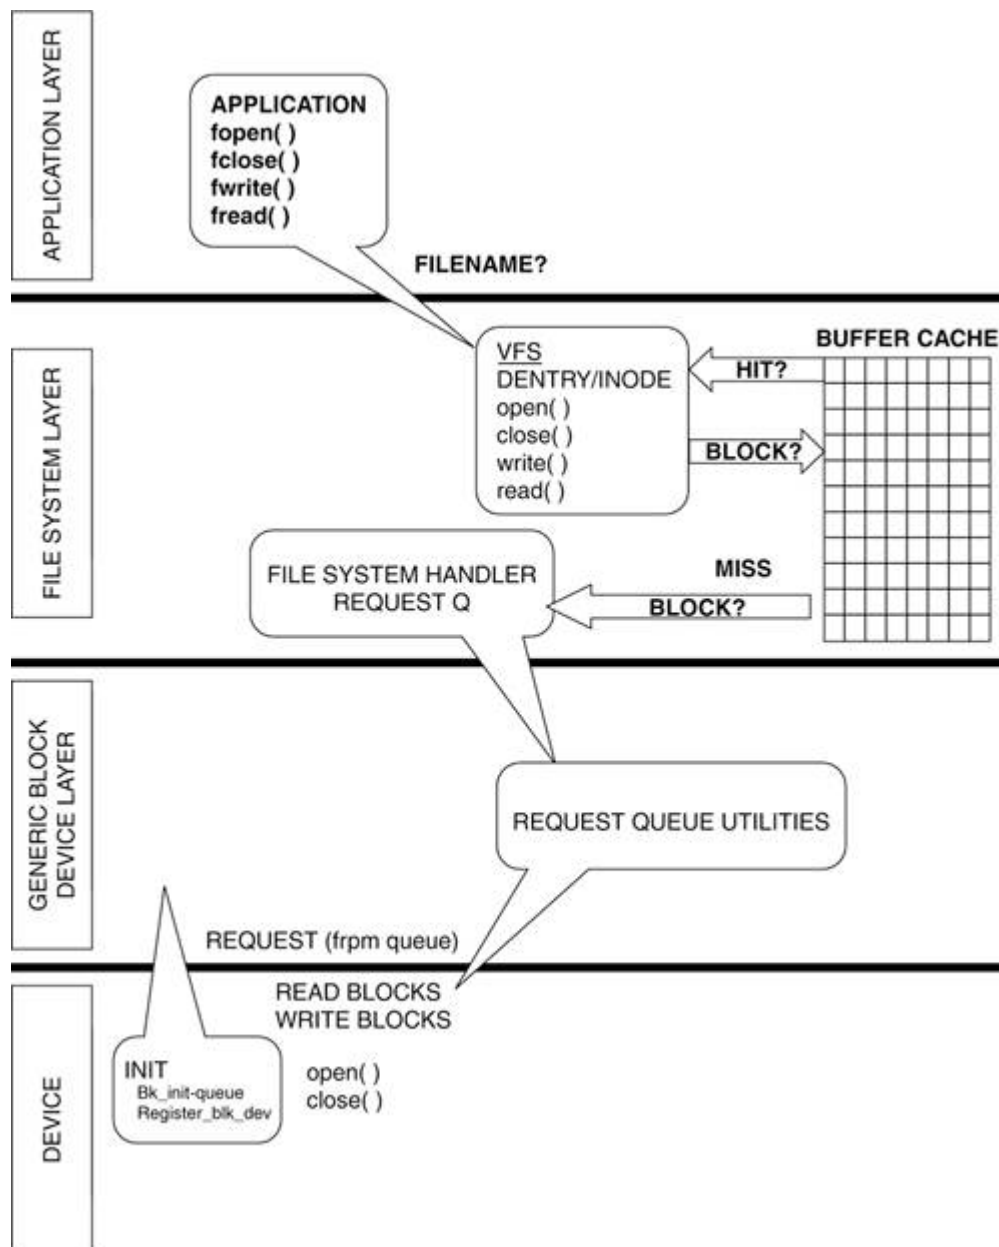 APPLICATION LAYER
APPLICATION
fopen( )
fclose( )
fwrite( )
fread( )
FILENAME?
FILE SYSTEM LAYER
VFS
DENTRY/INODE
open( )
close( )
write( )
read( )
BUFFER CACHE
HIT?
BLOCK?
MISS
BLOCK?
FILE SYSTEM HANDLER
REQUEST Q
GENERIC BLOCK
DEVICE LAYER
REQUEST QUEUE UTILITIES
REQUEST (frpm queue)
DEVICE
READ BLOCKS
WRITE BLOCKS
INIT
Bk_init-queue
Register_blk_dev
open( )
close( )